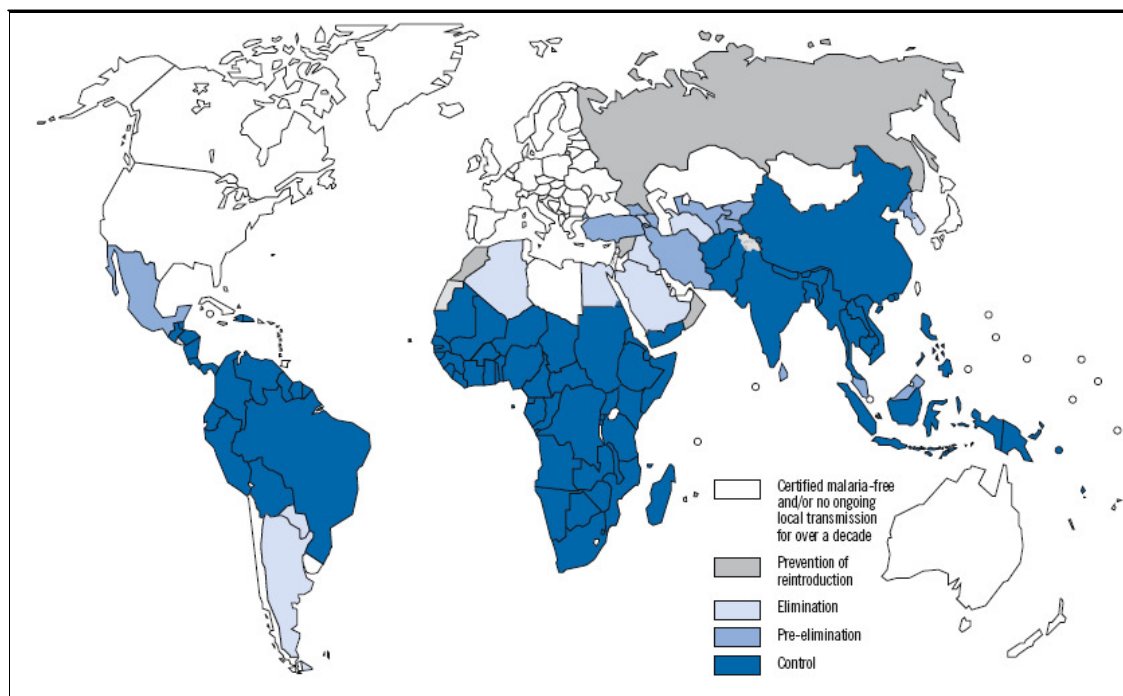 Certified malaria-free
and/or no ongoing
local transmission
for over a decade
Prevention of
reintroduction
Elimination
Pre-elimination
Control